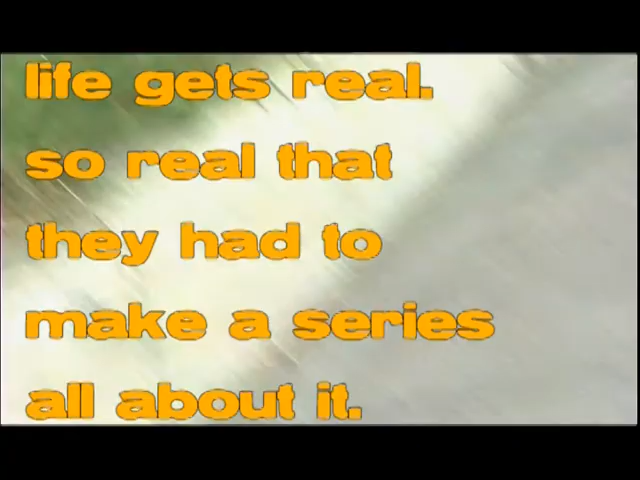 life gets real.
so real that
they had to
make a series
all about it.